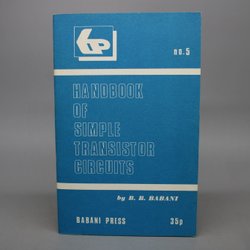 bp
no.5
HANDBOOK
OF
SIMPLE
TRANSISTOR
CIRCUITS
by B. B. BABANI
BABANI PRESS 35p